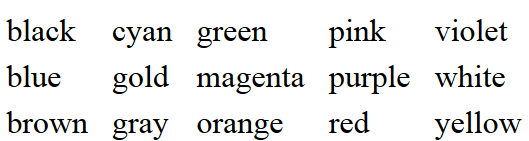 black cyan green pink violet
blue gold magenta purple white
brown gray orange red yellow